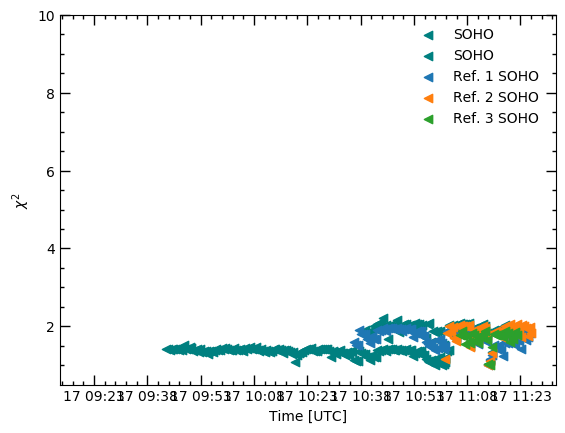 10
8
6
4
2
χ²
SOHO
SOHO
Ref. 1 SOHO
Ref. 2 SOHO
Ref. 3 SOHO
17 09:23 17 09:38 17 09:53 17 10:08 17 10:23 17 10:38 17 10:53 17 11:08 17 11:23
Time [UTC]